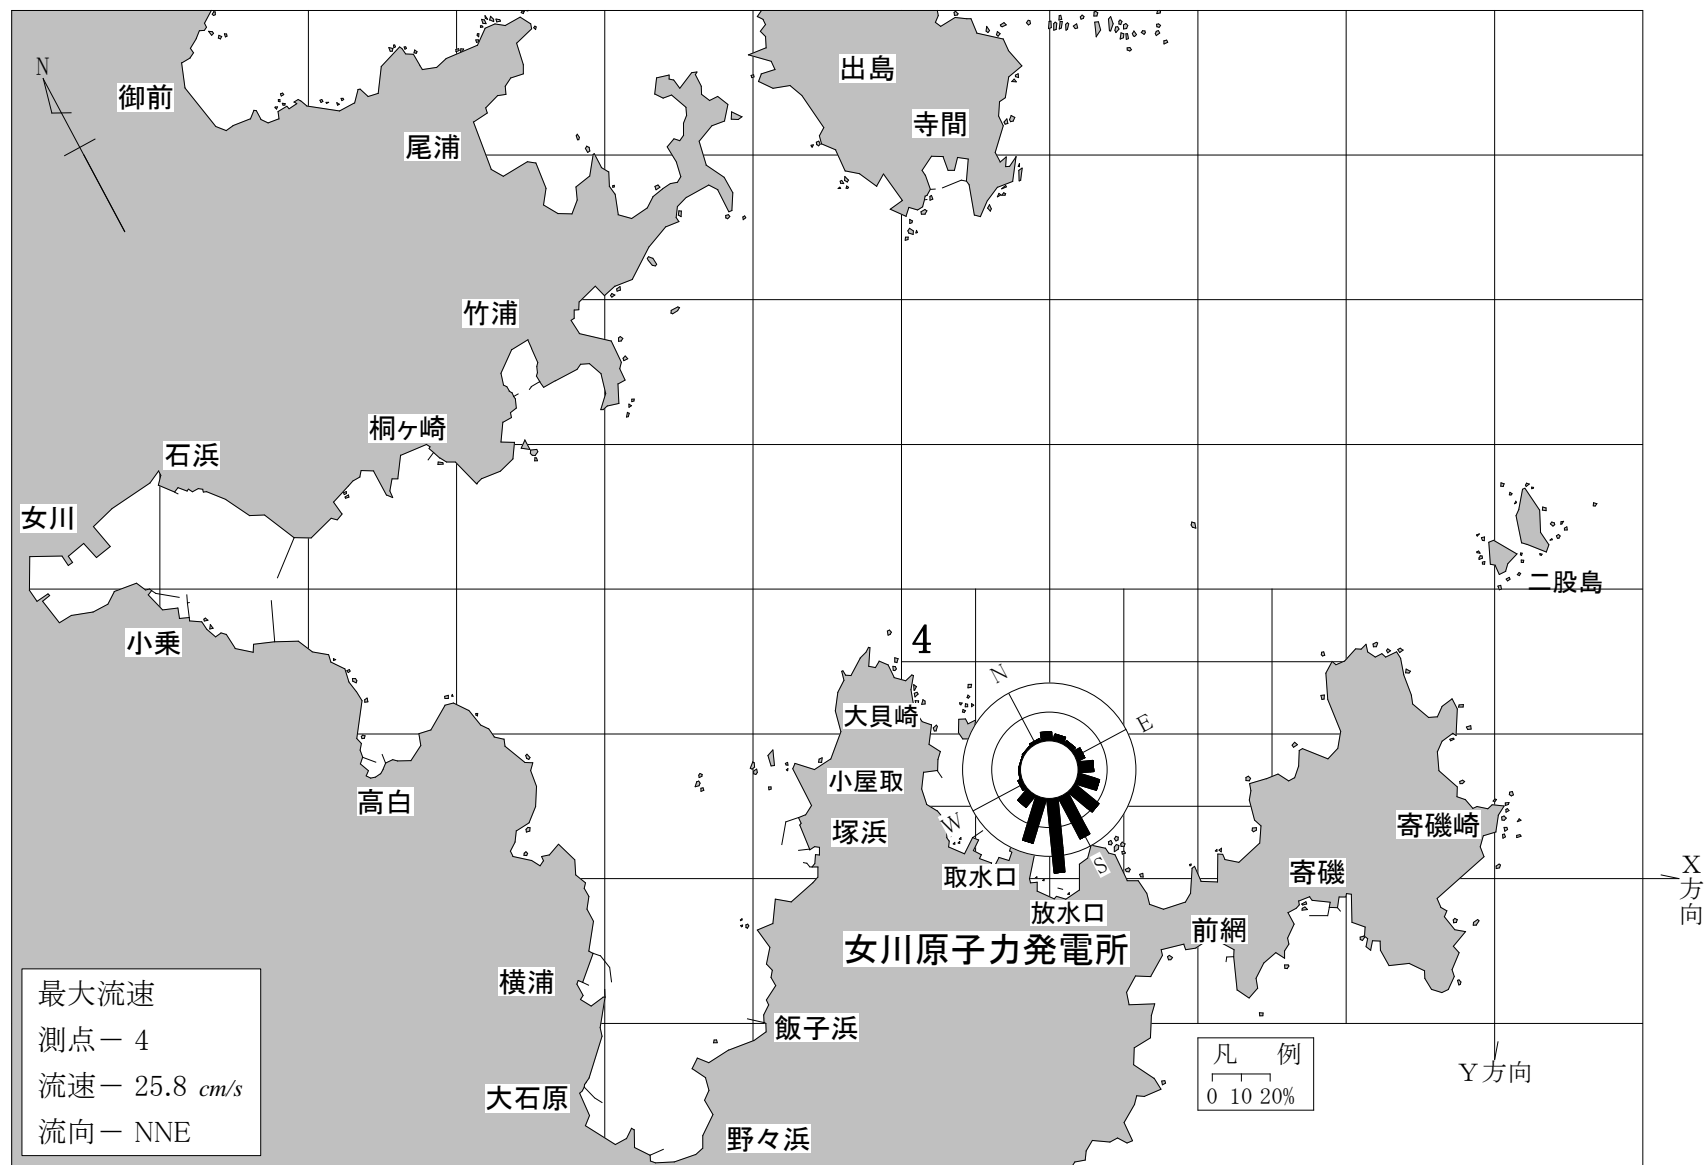 N
御前
出島
寺間
尾浦
竹浦
桐ヶ崎
石浜
女川
二股島
小乗
4
N
大貝崎
E
小屋取
高白
W
塚浜
寄磯崎
S
取水口
寄磯
X方向
放水口
前網
女川原子力発電所
横浦
飯子浜
大石原
野々浜
Y方向
最大流速
測点－ 4
流速－ 25.8 cm/s
流向－ NNE
凡 例
0 10 20%